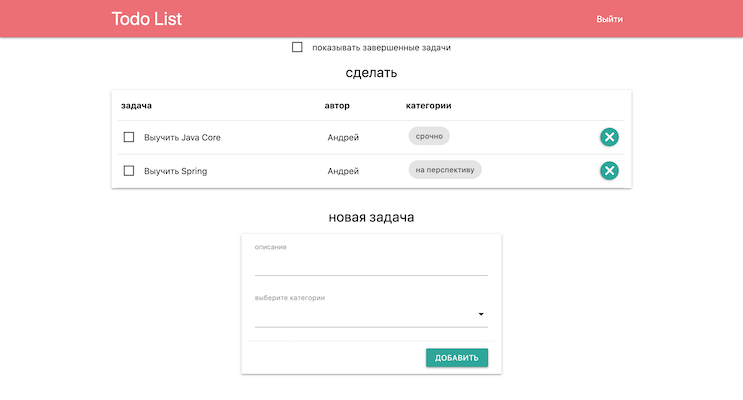 Todo List Выйти
показывать завершенные задачи
сделать
задача автор категории
Выучить Java Core Андрей срочно
Выучить Spring Андрей на перспективу
новая задача
описание
выберите категории
ДОБАВИТЬ